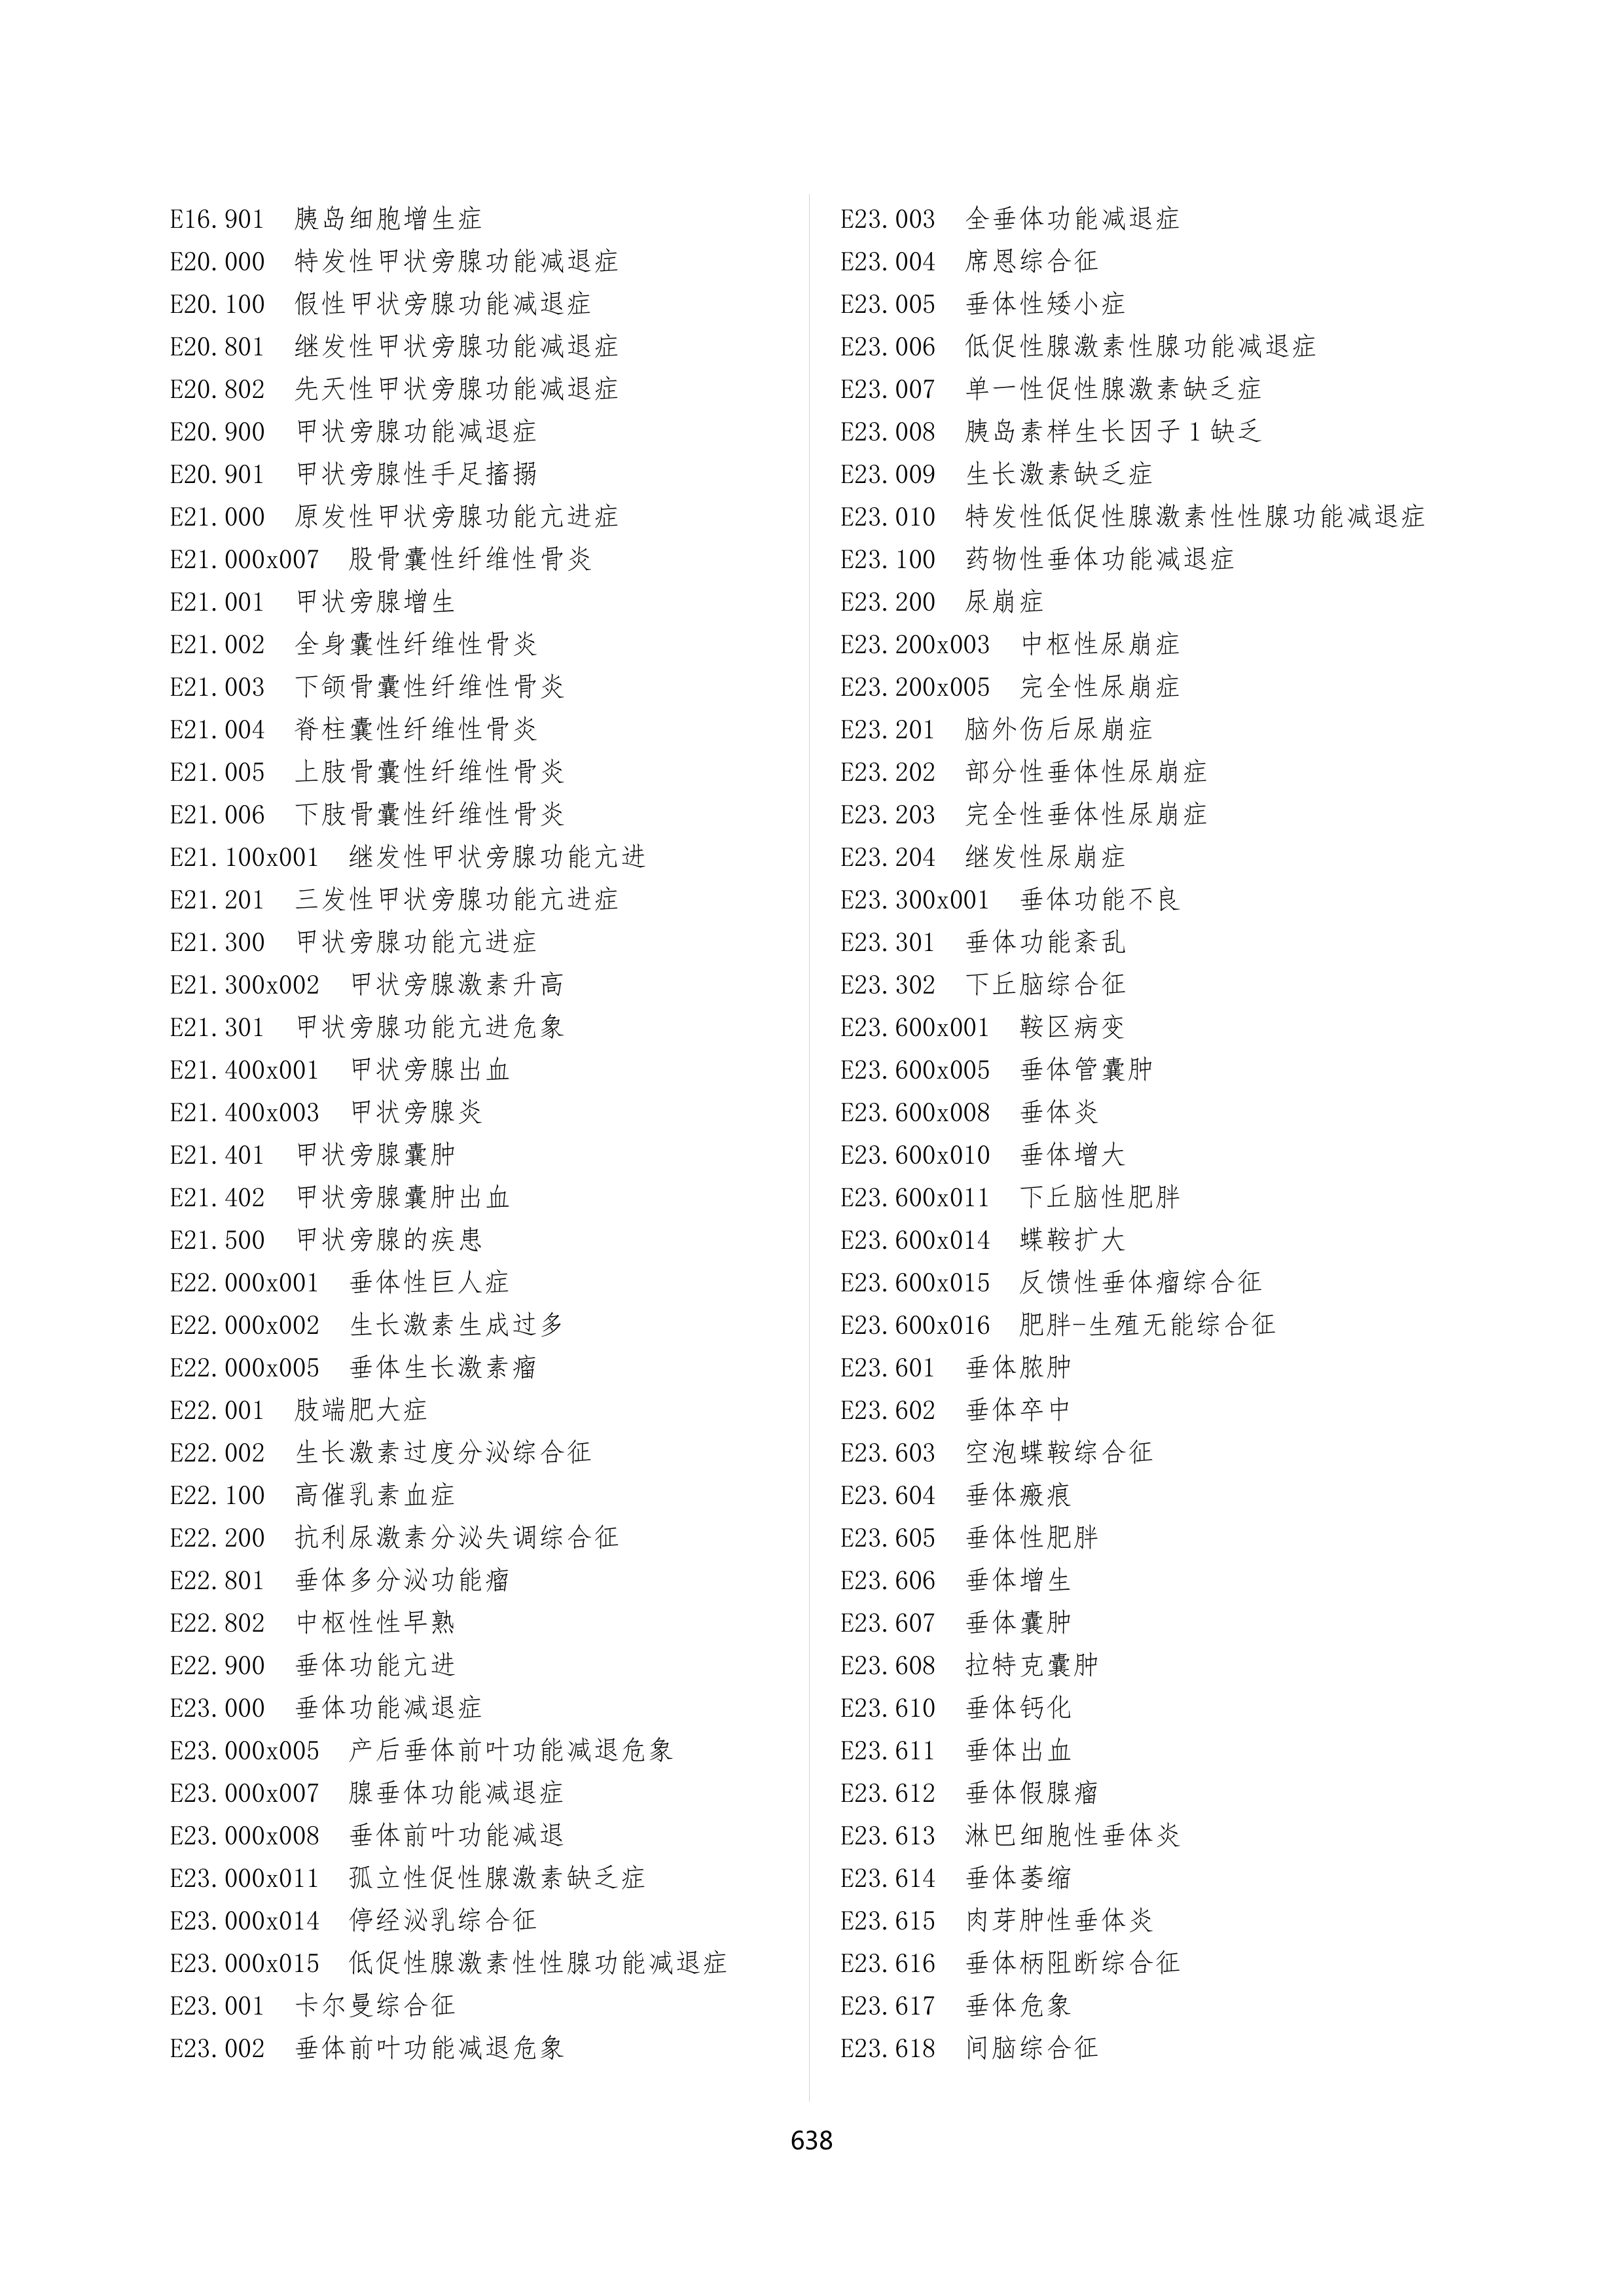 E16.901 胰岛细胞增生症
E20.000 特发性甲状旁腺功能减退症
E20.100 假性甲状旁腺功能减退症
E20.801 继发性甲状旁腺功能减退症
E20.802 先天性甲状旁腺功能减退症
E20.900 甲状旁腺功能减退症
E20.901 甲状旁腺性手足搐搦
E21.000 原发性甲状旁腺功能亢进症
E21.000x007 股骨囊性纤维性骨炎
E21.001 甲状旁腺增生
E21.002 全身囊性纤维性骨炎
E21.003 下颌骨囊性纤维性骨炎
E21.004 脊柱囊性纤维性骨炎
E21.005 上肢骨囊性纤维性骨炎
E21.006 下肢骨囊性纤维性骨炎
E21.100x001 继发性甲状旁腺功能亢进
E21.201 三发性甲状旁腺功能亢进症
E21.300 甲状旁腺功能亢进症
E21.300x002 甲状旁腺激素升高
E21.301 甲状旁腺功能亢进危象
E21.400x001 甲状旁腺出血
E21.400x003 甲状旁腺炎
E21.401 甲状旁腺囊肿
E21.402 甲状旁腺囊肿出血
E21.500 甲状旁腺的疾患
E22.000x001 垂体性巨人症
E22.000x002 生长激素生成过多
E22.000x005 垂体生长激素瘤
E22.001 肢端肥大症
E22.002 生长激素过度分泌综合征
E22.100 高催乳素血症
E22.200 抗利尿激素分泌失调综合征
E22.801 垂体多分泌功能瘤
E22.802 中枢性性早熟
E22.900 垂体功能亢进
E23.000 垂体功能减退症
E23.000x005 产后垂体前叶功能减退危象
E23.000x007 腺垂体功能减退症
E23.000x008 垂体前叶功能减退
E23.000x011 孤立性促性腺激素缺乏症
E23.000x014 停经泌乳综合征
E23.000x015 低促性腺激素性性腺功能减退症
E23.001 卡尔曼综合征
E23.002 垂体前叶功能减退危象
E23.003 全垂体功能减退症
E23.004 席恩综合征
E23.005 垂体性矮小症
E23.006 低促性腺激素性腺功能减退症
E23.007 单一性促性腺激素缺乏症
E23.008 胰岛素样生长因子 1 缺乏
E23.009 生长激素缺乏症
E23.010 特发性低促性腺激素性性腺功能减退症
E23.100 药物性垂体功能减退症
E23.200 尿崩症
E23.200x003 中枢性尿崩症
E23.200x005 完全性尿崩症
E23.201 脑外伤后尿崩症
E23.202 部分性垂体性尿崩症
E23.203 完全性垂体性尿崩症
E23.204 继发性尿崩症
E23.300x001 垂体功能不良
E23.301 垂体功能紊乱
E23.302 下丘脑综合征
E23.600x001 鞍区病变
E23.600x005 垂体管囊肿
E23.600x008 垂体炎
E23.600x010 垂体增大
E23.600x011 下丘脑性肥胖
E23.600x014 蝶鞍扩大
E23.600x015 反馈性垂体瘤综合征
E23.600x016 肥胖-生殖无能综合征
E23.601 垂体脓肿
E23.602 垂体卒中
E23.603 空泡蝶鞍综合征
E23.604 垂体瘢痕
E23.605 垂体性肥胖
E23.606 垂体增生
E23.607 垂体囊肿
E23.608 拉特克囊肿
E23.610 垂体钙化
E23.611 垂体出血
E23.612 垂体假腺瘤
E23.613 淋巴细胞性垂体炎
E23.614 垂体萎缩
E23.615 肉芽肿性垂体炎
E23.616 垂体柄阻断综合征
E23.617 垂体危象
E23.618 间脑综合征
638